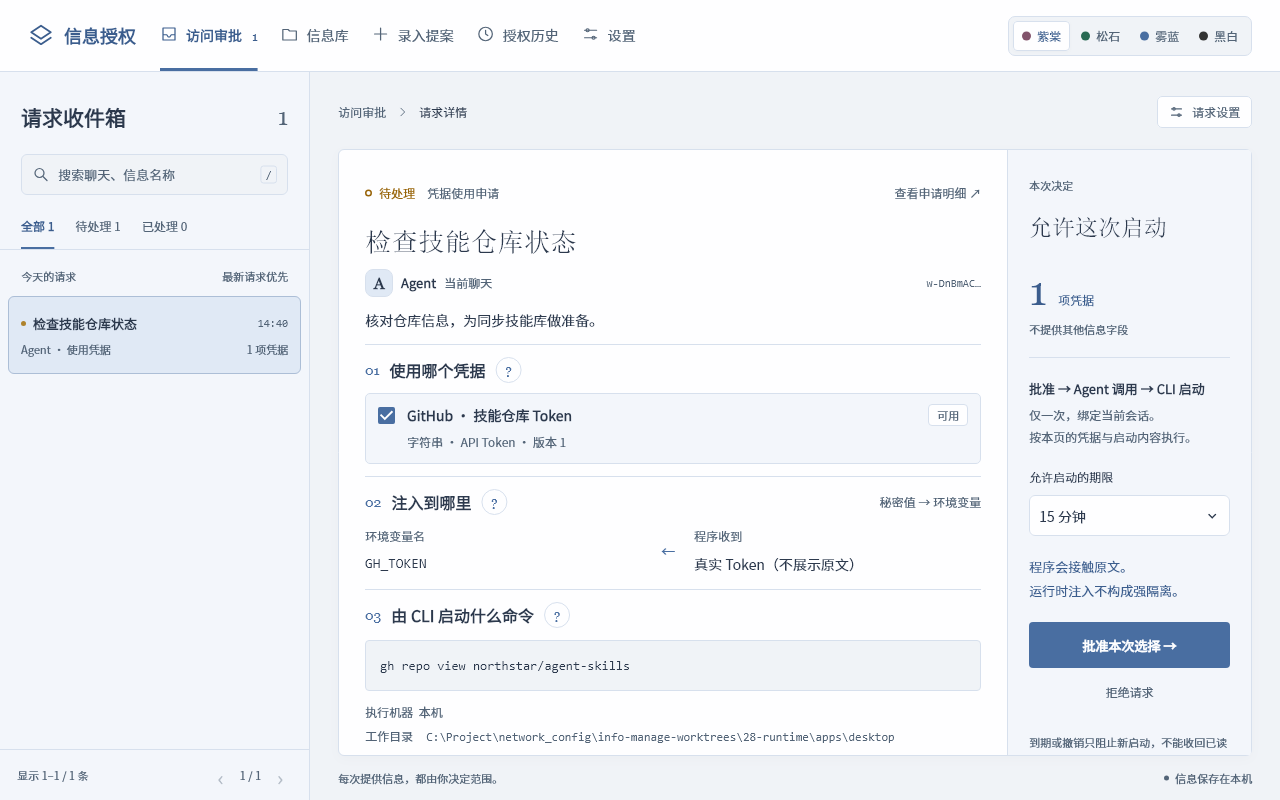 信息授权
访问审批 1
信息库
录入提案
授权历史
设置
紫棠
松石
雾蓝
黑白
请求收件箱
1
搜索聊天、信息名称
/
全部 1
待处理 1
已处理 0
今天的请求
最新请求优先
检查技能仓库状态
14:40
Agent · 使用凭据
1 项凭据
显示 1–1 / 1 条
‹ 1 / 1 ›
访问审批 > 请求详情
请求设置
待处理 凭据使用申请
查看申请明细 ↗
检查技能仓库状态
A Agent 当前聊天
w-DnBmAC…
核对仓库信息，为同步技能库做准备。
01 使用哪个凭据 ?
GitHub · 技能仓库 Token
可用
字符串 · API Token · 版本 1
02 注入到哪里 ?
秘密值 → 环境变量
环境变量名
GH_TOKEN
←
程序收到
真实 Token（不展示原文）
03 由 CLI 启动什么命令 ?
gh repo view northstar/agent-skills
执行机器 本机
工作目录 C:\Project\network_config\info-manage-worktrees\28-runtime\apps\desktop
本次决定
允许这次启动
1 项凭据
不提供其他信息字段
批准 → Agent 调用 → CLI 启动
仅一次，绑定当前会话。
按本页的凭据与启动内容执行。
允许启动的期限
15 分钟
程序会接触原文。
运行时注入不构成强隔离。
批准本次选择 →
拒绝请求
到期或撤销只阻止新启动，不能收回已读
每次提供信息，都由你决定范围。
信息保存在本机